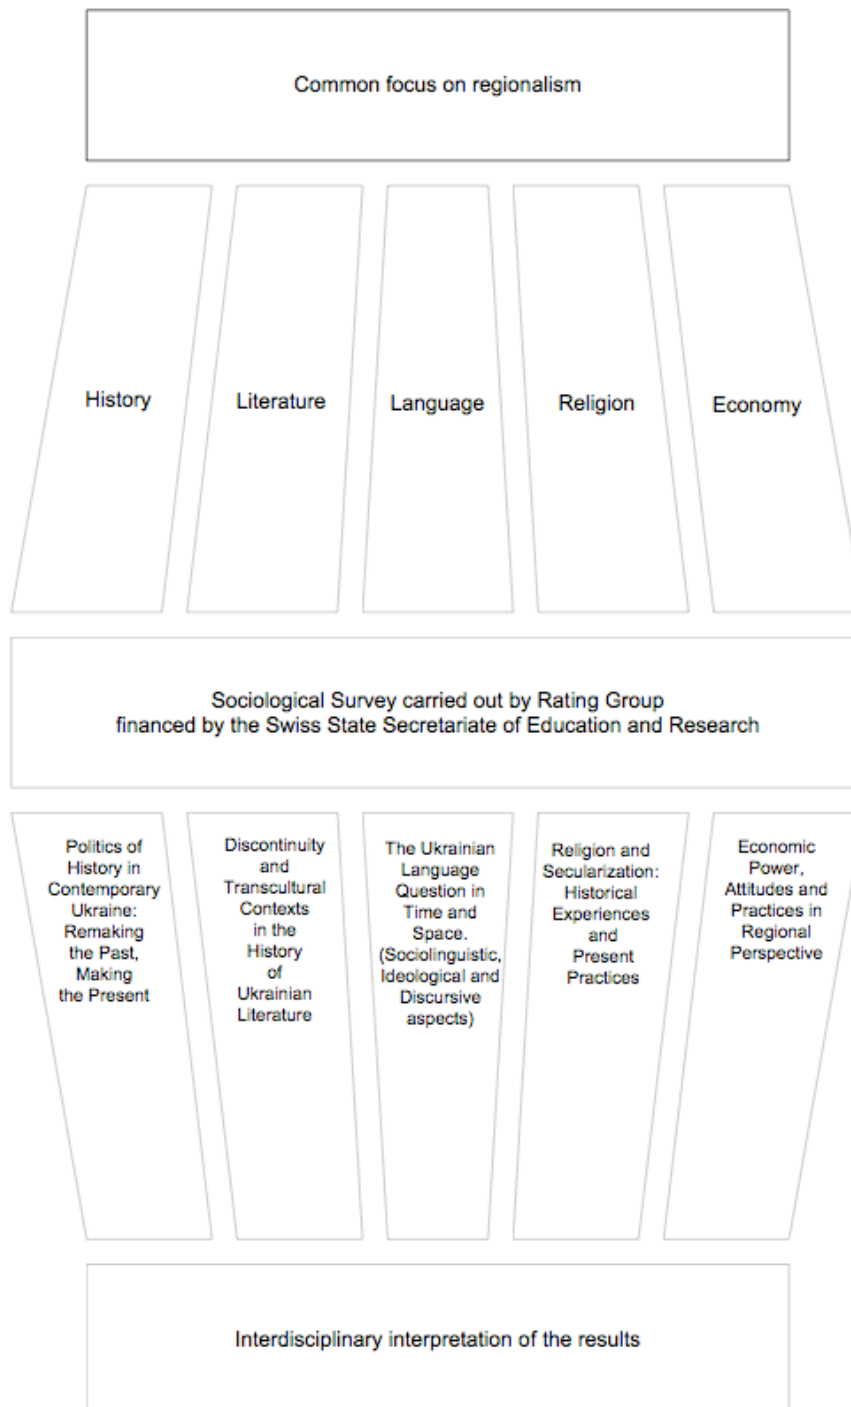 Common focus on regionalism
History
Literature
Language
Religion
Economy
Sociological Survey carried out by Rating Group
financed by the Swiss State Secretariate of Education and Research
Politics of
History in
Contemporary
Ukraine:
Remaking
the Past,
Making
the Present
Discontinuity
and
Transcultural
Contexts
in the
History
of
Ukrainian
Literature
The Ukrainian
Language
Question in
Time and
Space.
(Sociolinguistic,
Ideological and
Discursive
aspects)
Religion and
Secularization:
Historical
Experiences
and
Present
Practices
Economic
Power,
Attitudes and
Practices in
Regional
Perspective
Interdisciplinary interpretation of the results